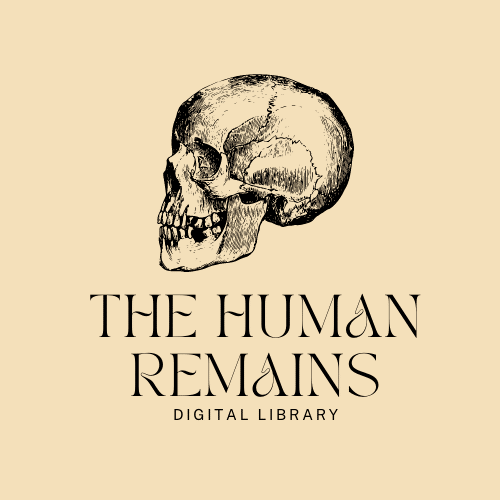 THE HUMAN
REMAINS
DIGITAL LIBRARY